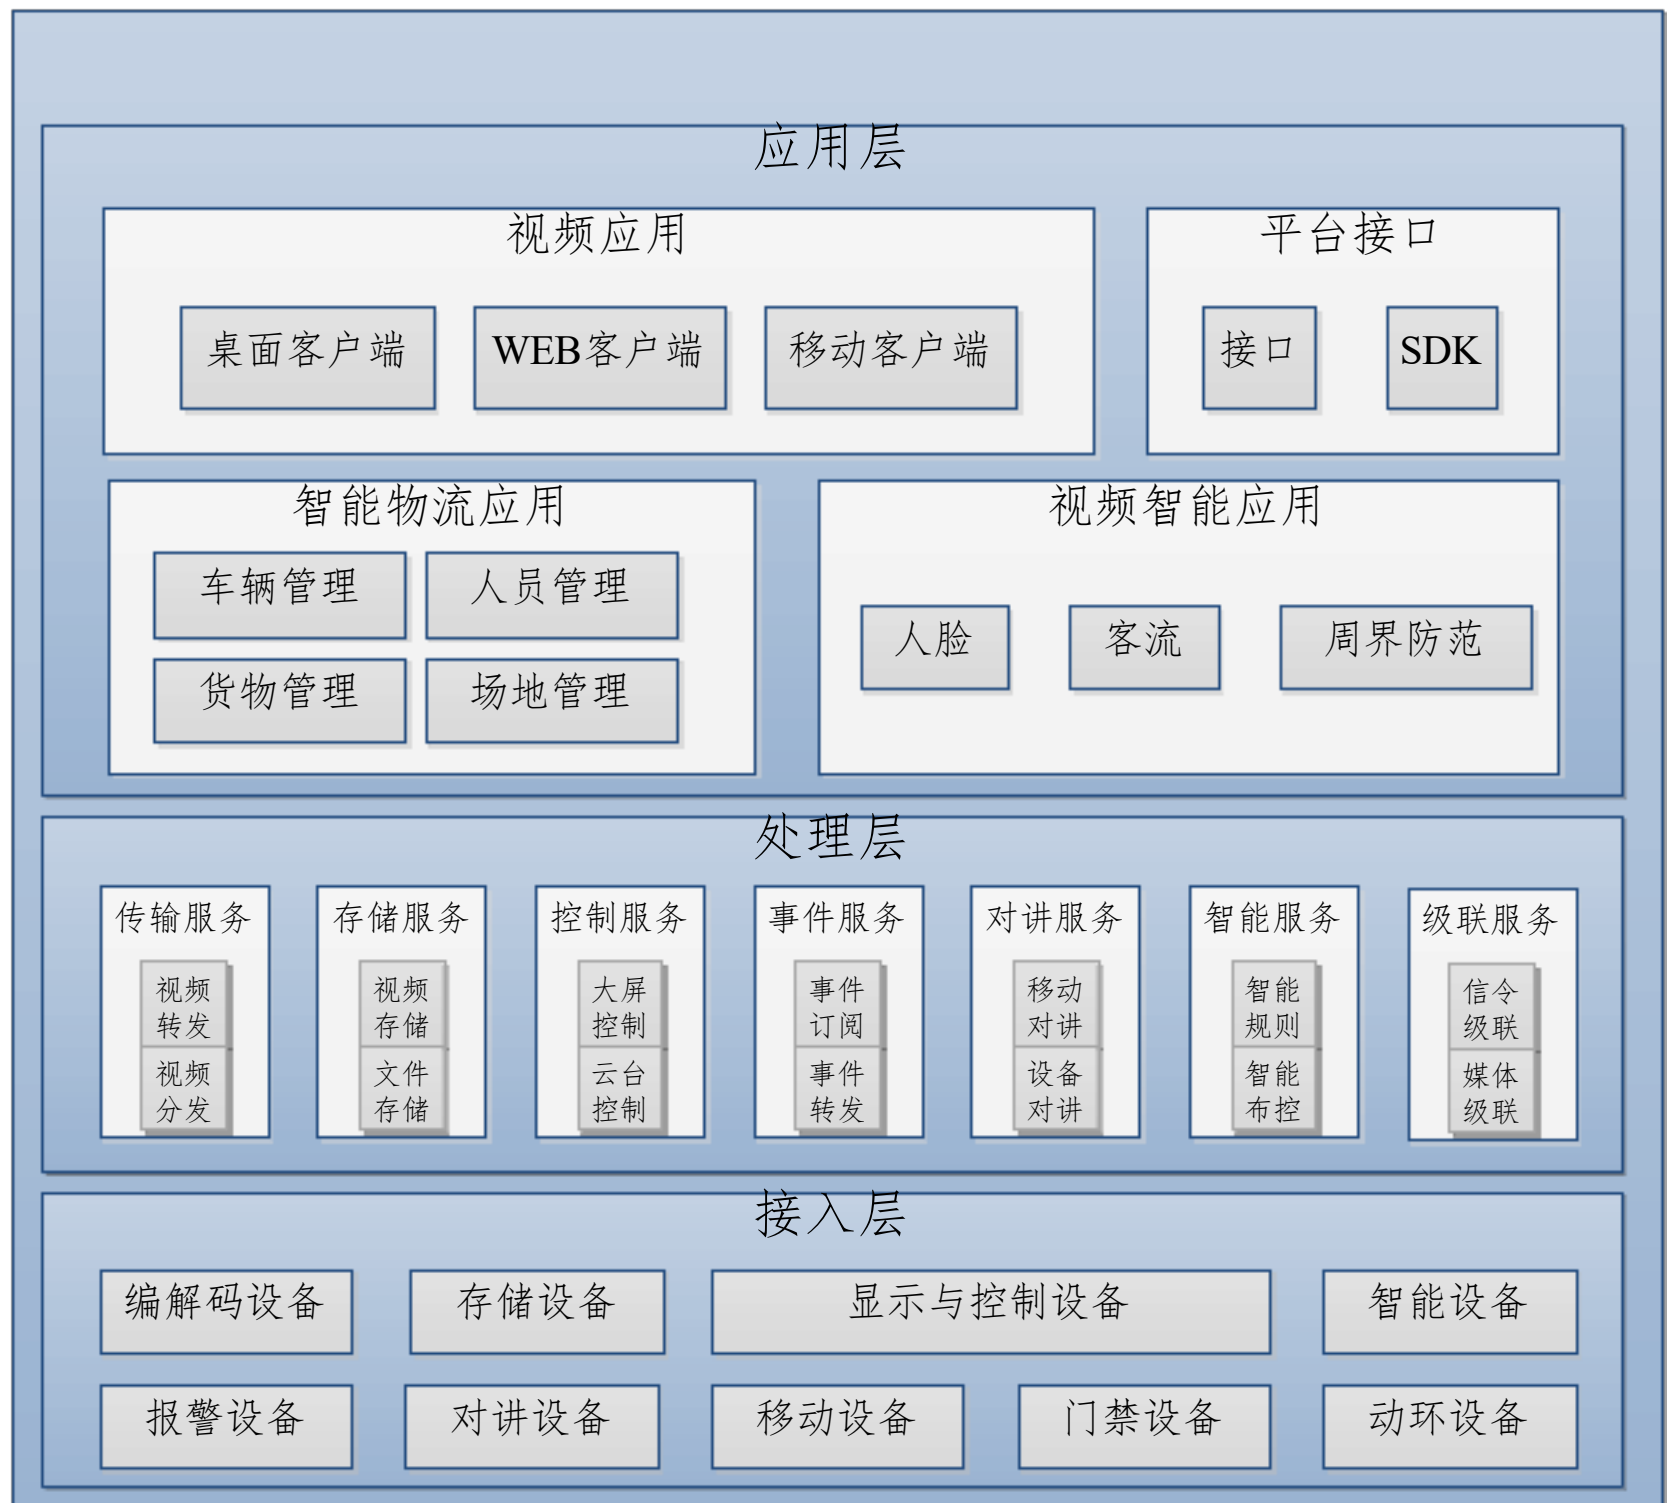 应用层
视频应用
桌面客户端
WEB客户端
移动客户端
平台接口
接口
SDK
智能物流应用
车辆管理
人员管理
货物管理
场地管理
视频智能应用
人脸
客流
周界防范
处理层
传输服务
视频
转发
视频
分发
存储服务
视频
存储
文件
存储
控制服务
大屏
控制
云台
控制
事件服务
事件
订阅
事件
转发
对讲服务
移动
对讲
设备
对讲
智能服务
智能
规则
智能
布控
级联服务
信令
级联
媒体
级联
接入层
编解码设备
存储设备
显示与控制设备
智能设备
报警设备
对讲设备
移动设备
门禁设备
动环设备